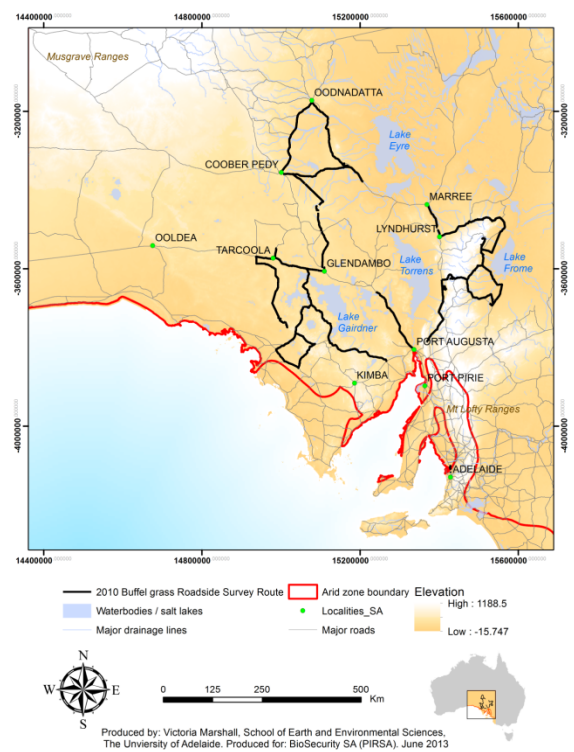 14400000 14800000 15200000 15600000
Musgrave Ranges
OODNADATTA
-3200000
-3200000
Lake
Eyre
COOBER PEDY
MARREE
LYNDHURST
OOLDEA
TARCOOLA
GLENDAMBO
Lake
Torrens
Lake
Frome
-3600000
-3600000
Lake
Gairdner
PORT AUGUSTA
KIMBA
PORT PIRIE
Mt Lofty Ranges
-4000000
-4000000
ADELAIDE
14400000 14800000 15200000 15600000
2010 Buffel grass Roadside Survey Route
Arid zone boundary
Elevation
Waterbodies / salt lakes
Localities_SA
High : 1188.5
Major drainage lines
Major roads
Low : -15.747
N
W
E
S
0 125 250 500
Km
Produced by: Victoria Marshall, School of Earth and Environmental Sciences,
The Unviersity of Adelaide. Produced for: BioSecurity SA (PIRSA). June 2013